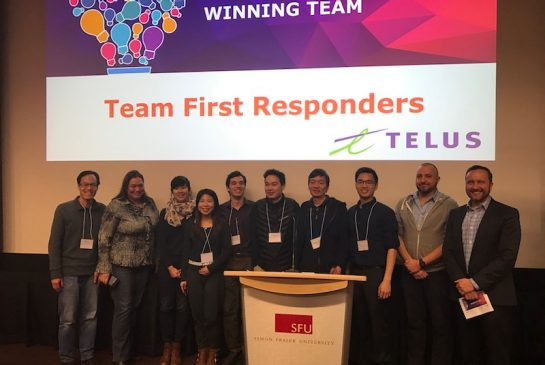 WINNING TEAM
Team First Responders
TELUS
SFU
SIMON FRASER UNIVERSITY